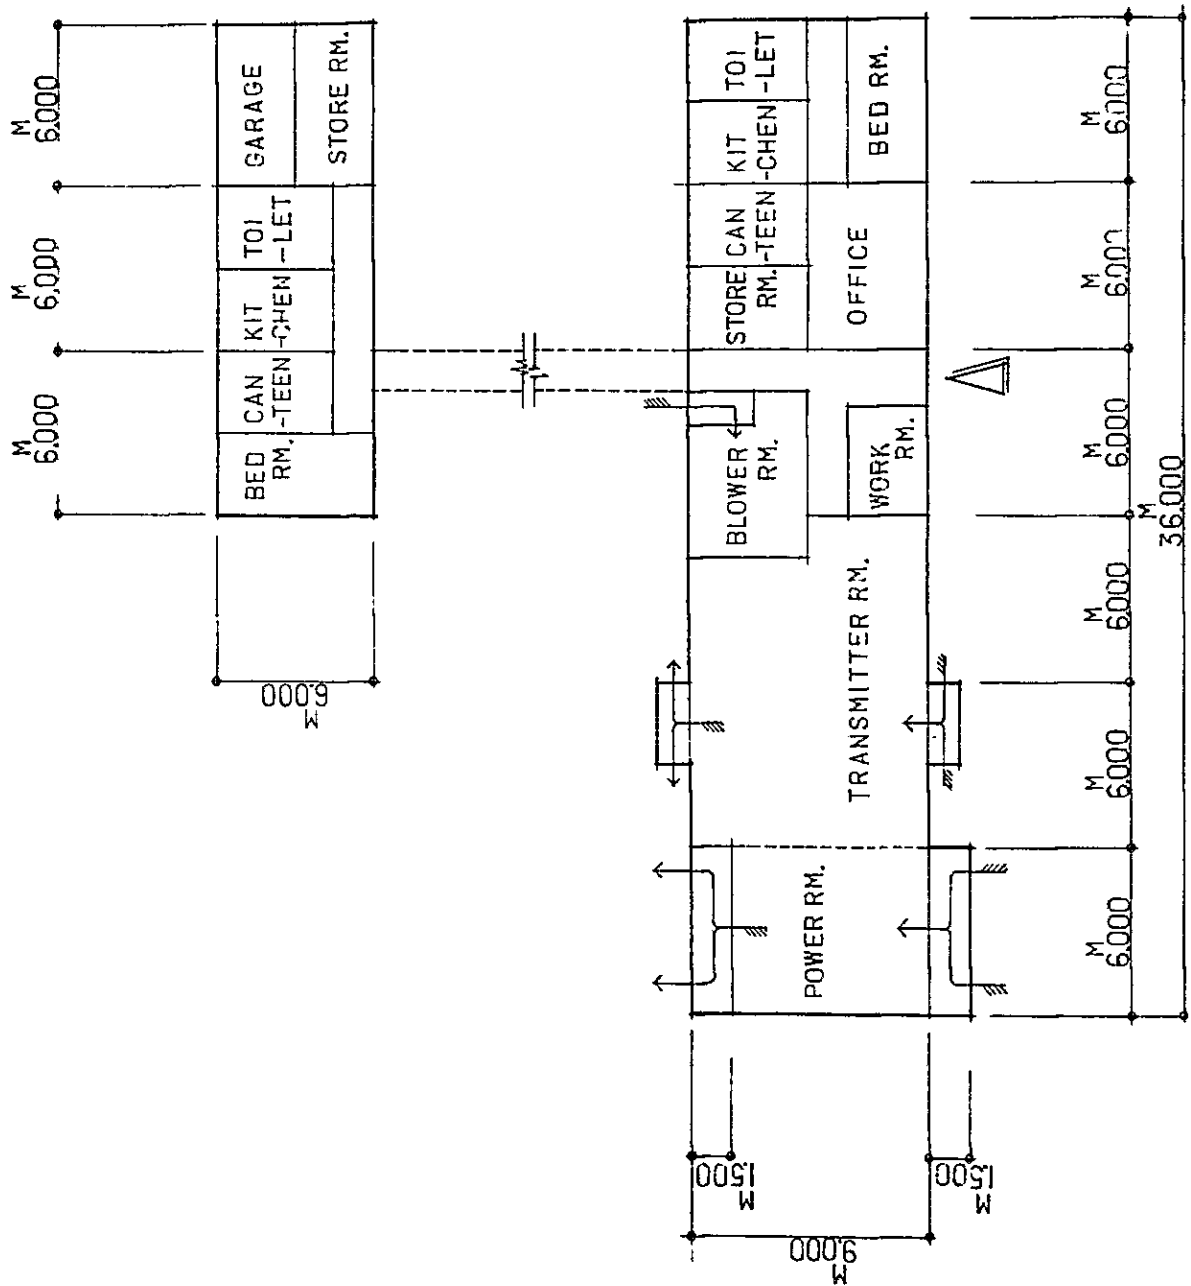 M
6.000
M
6.000
M
6.000
GARAGE
STORE RM.
TOI
-LET
KIT
-CHEN
CAN
-TEEN
BED
RM.
M
6.000
TOI
-LET
KIT
-CHEN
CAN
-TEEN
STORE
RM.
BED RM.
OFFICE
BLOWER
RM.
WORK
RM.
TRANSMITTER RM.
POWER RM.
M
6.000
M
6.000
M
6.000
M
6.000
M
6.000
M
6.000
M
36.000
M
1.500
M
1.500
M
9.000